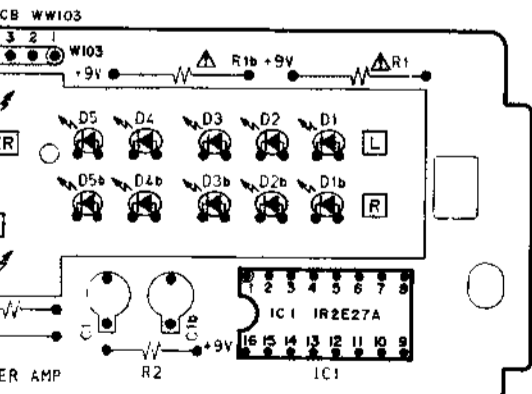 CB WW103
3 2 1
W103
+9V R1b +9V R1
D5 D4 D3 D2 D1
ER
L
D5b D4b D3b D2b D1b
R
1 2 3 4 5 6 7 8
IC1 IR2E27A
16 15 14 13 12 11 10 9
C1 C1b
+9V
R2 IC1
ER AMP